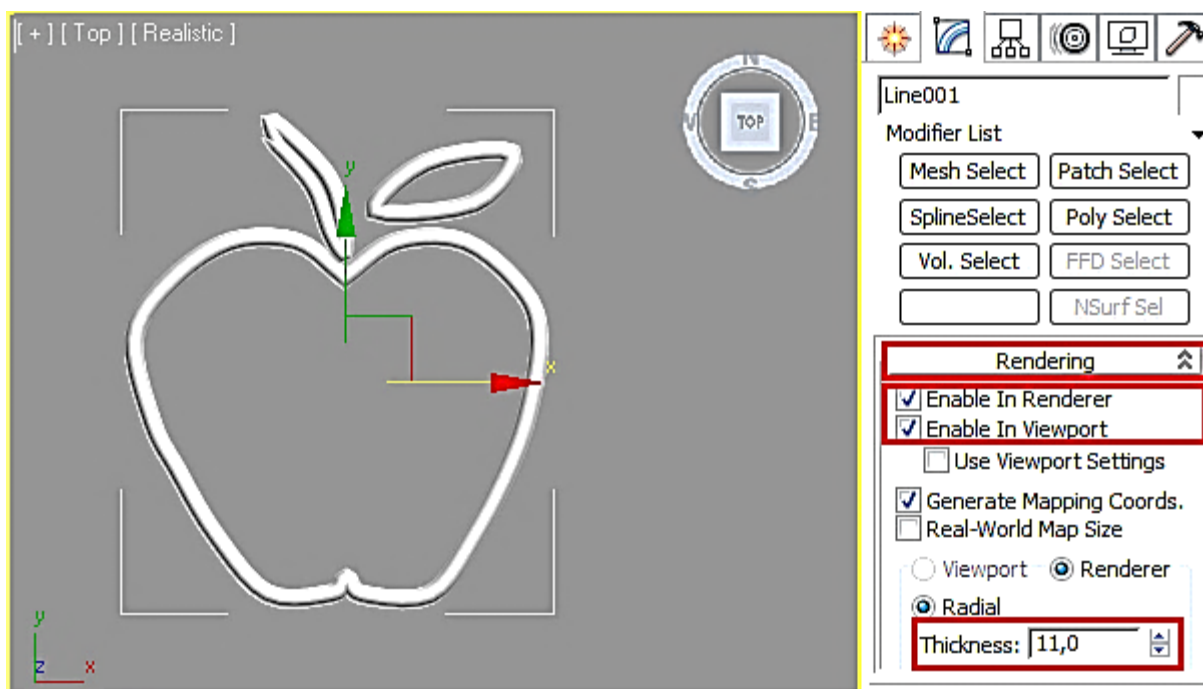 [ + ] [ Top ] [ Realistic ]
N
W TOP E
S
y
x
y
z x
Line001
Modifier List
Mesh Select Patch Select
SplineSelect Poly Select
Vol. Select FFD Select
NSurf Sel
Rendering
Enable In Renderer
Enable In Viewport
Use Viewport Settings
Generate Mapping Coords.
Real-World Map Size
Viewport Renderer
Radial
Thickness: 11,0